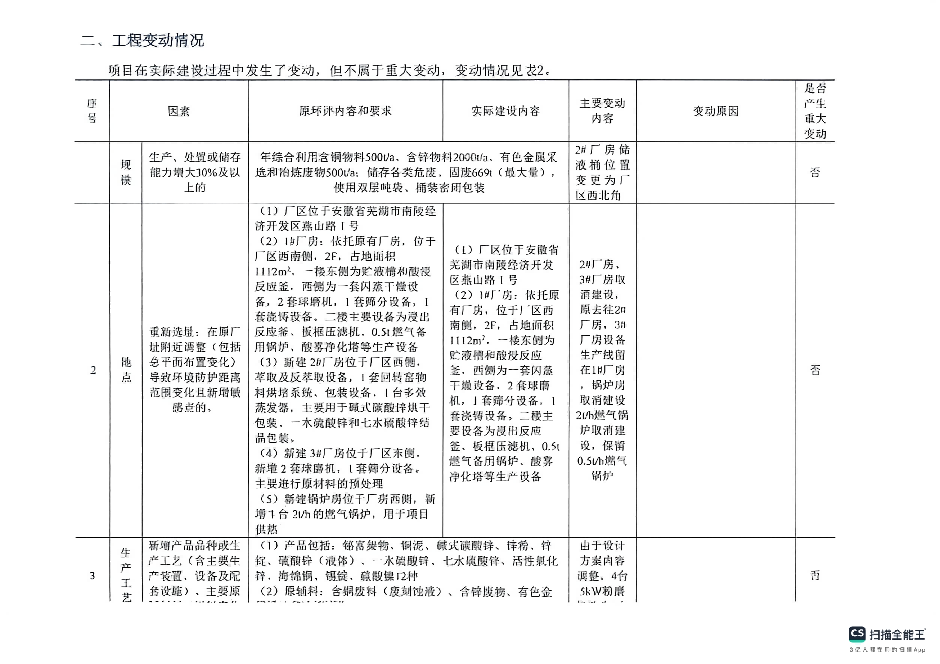 二、工程变动情况
项目在实际建设过程中发生了变动，但不属于重大变动，变动情况见表2。
序号
因素
原环评内容和要求
实际建设内容
主要变动内容
变动原因
是否产生重大变动
规模
生产、处置或储存
能力增大30%及以
上的
年综合利用含铜物料500t/a、含锌物料2000t/a、有色金属采
选和冶炼废物500t/a；储存各类危废，固废669t（最大量），
使用双层吨袋、桶装密闭包装
2#厂房储
液桶位置
变更为厂
区西北角
否
2
地点
重新选址；在原厂
址附近调整（包括
总平面布置变化）
导致环境防护距离
范围变化且新增敏
感点的。
（1）厂区位于安徽省芜湖市南陵经
济开发区燕山路1号
（2）1#厂房：依托原有厂房，位于
厂区西南侧，2F，占地面积
1112m²，一楼东侧为贮液槽和酸浸
反应釜，西侧为一套闪蒸干燥设
备，2套球磨机，1套筛分设备，1
套浇铸设备。二楼主要设备为浸出
反应釜、板框压滤机、0.5t燃气备
用锅炉、酸雾净化塔等生产设备
（3）新建2#厂房位于厂区西侧，
萃取及反萃取设备，1套回转窑物
料烘培系统、包装设备，1台多效
蒸发器，主要用于碱式碳酸锌烘干
包装、一水硫酸锌和七水硫酸锌结
晶包装。
（4）新建3#厂房位于厂区东侧，
新增2套球磨机，1套筛分设备。
主要进行原材料的预处理
（5）新建锅炉房位于厂房西侧，新
增1台2t/h的燃气锅炉，用于项目
供热
（1）厂区位于安徽省
芜湖市南陵经济开发
区燕山路1号
（2）1#厂房：依托原
有厂房，位于厂区西
南侧，2F，占地面积
1112m²，一楼东侧为
贮液槽和酸浸反应
釜，西侧为一套闪蒸
干燥设备，2套球磨
机，1套筛分设备，1
套浇铸设备。二楼主
要设备为浸出反应
釜、板框压滤机、0.5t
燃气备用锅炉、酸雾
净化塔等生产设备
2#厂房、
3#厂房取
消建设，
原去往2#
厂房、3#
厂房设备
生产线留
在1#厂房
，锅炉房
取消建设
2t/h燃气锅
炉取消建
设，保留
0.5t/h燃气
锅炉
否
3
生产工艺
新增产品品种或生
产工艺（含主要生
产装置、设备及配
套设施）、主要原
（1）产品包括：铋富集物、铜泥、碱式碳酸锌、锌粉、锌
锭、硫酸锌（液体）、一水硫酸锌、七水硫酸锌、活性氧化
锌、海绵铜、镉锭、硫酸镍12种
（2）原辅料：含铜废料（废刻蚀液）、含锌废物、有色金
由于设计
方案内容
调整，4台
5kW粉磨
否
CS 扫描全能王
3亿人都在用的扫描App